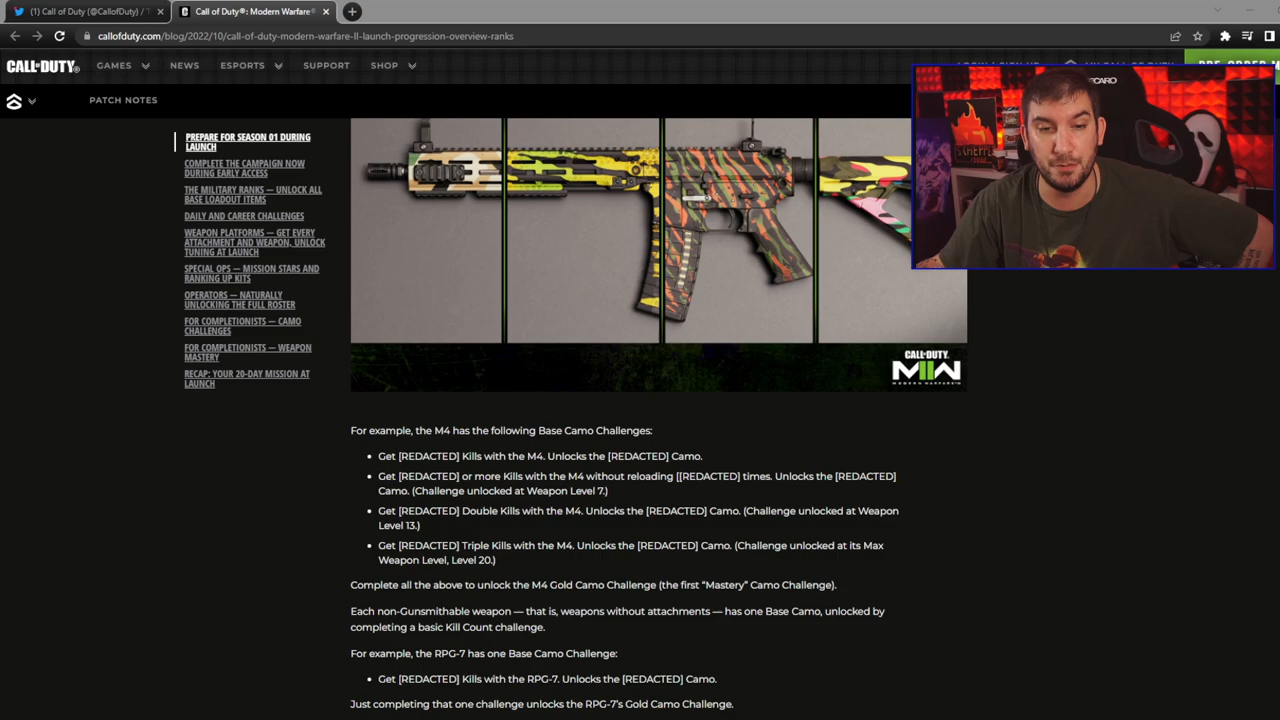 (1) Call of Duty (@CallofDuty) / T
Call of Duty®: Modern Warfare®
callofduty.com/blog/2022/10/call-of-duty-modern-warfare-II-launch-progression-overview-ranks
CALL OF DUTY®
GAMES
NEWS
ESPORTS
SUPPORT
SHOP
PATCH NOTES
PREPARE FOR SEASON 01 DURING
LAUNCH
COMPLETE THE CAMPAIGN NOW
DURING EARLY ACCESS
THE MILITARY RANKS — UNLOCK ALL
BASE LOADOUT ITEMS
DAILY AND CAREER CHALLENGES
WEAPON PLATFORMS — GET EVERY
ATTACHMENT AND WEAPON, UNLOCK
TUNING AT LAUNCH
SPECIAL OPS — MISSION STARS AND
RANKING UP KITS
OPERATORS — NATURALLY
UNLOCKING THE FULL ROSTER
FOR COMPLETIONISTS — CAMO
CHALLENGES
FOR COMPLETIONISTS — WEAPON
MASTERY
RECAP: YOUR 20-DAY MISSION AT
LAUNCH
CALL OF DUTY
MWII
MODERN WARFARE II
For example, the M4 has the following Base Camo Challenges:
• Get [REDACTED] Kills with the M4. Unlocks the [REDACTED] Camo.
• Get [REDACTED] or more Kills with the M4 without reloading [[REDACTED] times. Unlocks the [REDACTED]
Camo. (Challenge unlocked at Weapon Level 7.)
• Get [REDACTED] Double Kills with the M4. Unlocks the [REDACTED] Camo. (Challenge unlocked at Weapon
Level 13.)
• Get [REDACTED] Triple Kills with the M4. Unlocks the [REDACTED] Camo. (Challenge unlocked at its Max
Weapon Level, Level 20.)
Complete all the above to unlock the M4 Gold Camo Challenge (the first “Mastery” Camo Challenge).
Each non-Gunsmithable weapon — that is, weapons without attachments — has one Base Camo, unlocked by
completing a basic Kill Count challenge.
For example, the RPG-7 has one Base Camo Challenge:
• Get [REDACTED] Kills with the RPG-7. Unlocks the [REDACTED] Camo.
Just completing that one challenge unlocks the RPG-7’s Gold Camo Challenge.